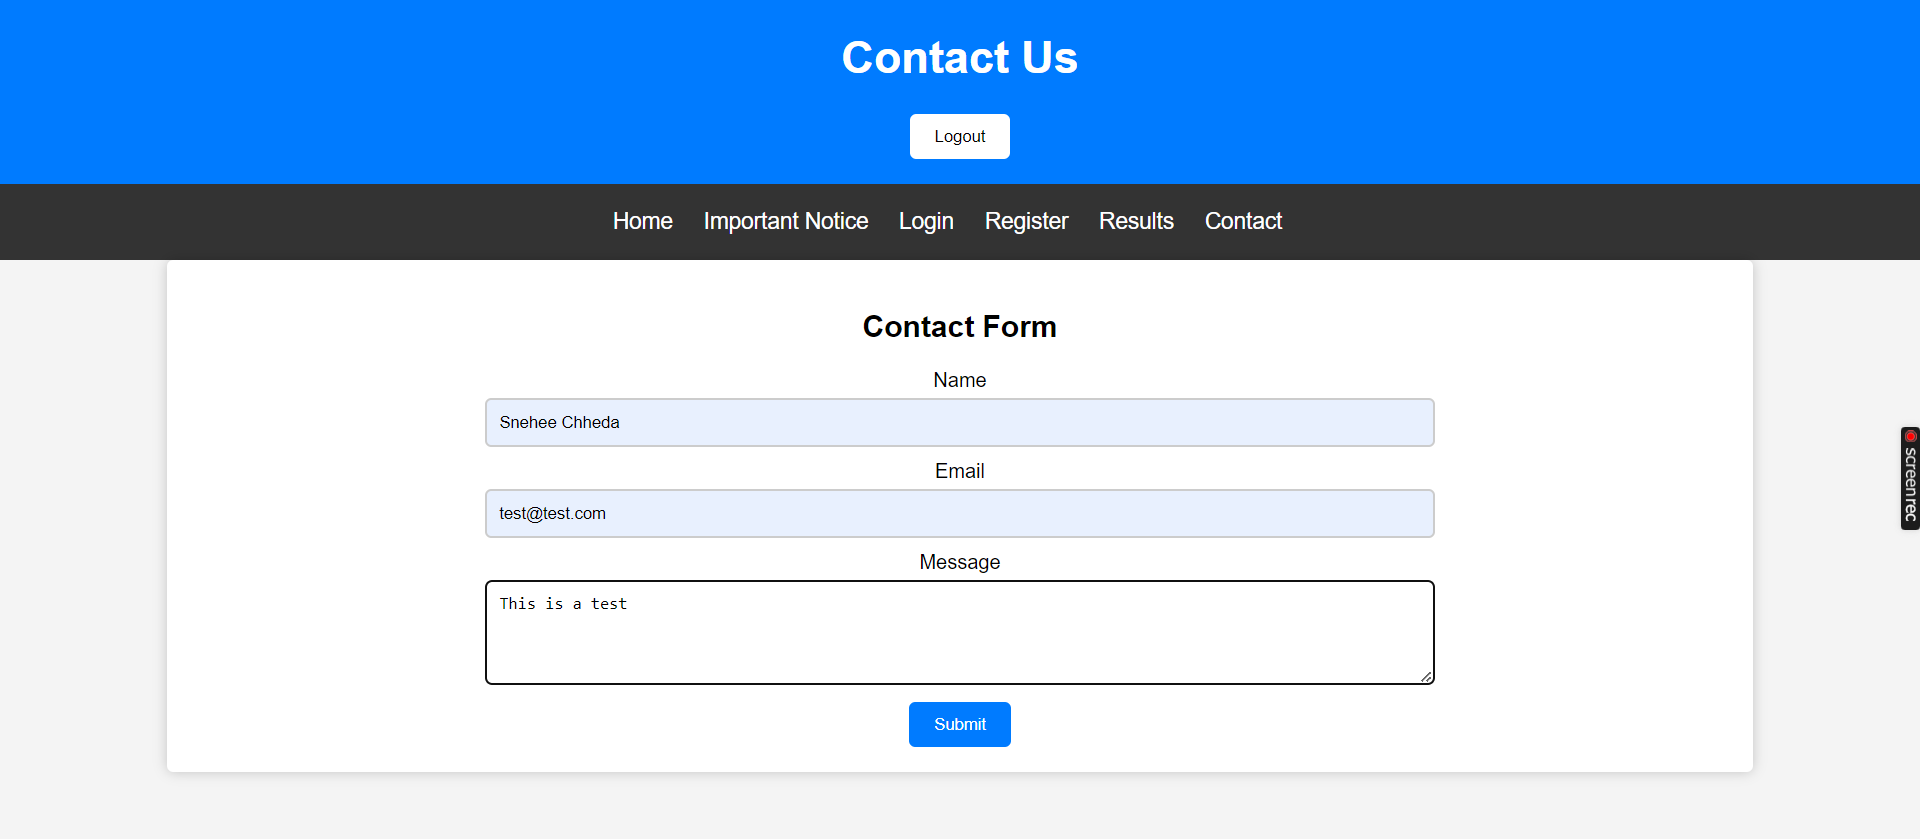 Contact Us
Logout
Home Important Notice Login Register Results Contact
Contact Form
Name
Snehee Chheda
Email
test@test.com
Message
This is a test
Submit
screenrec